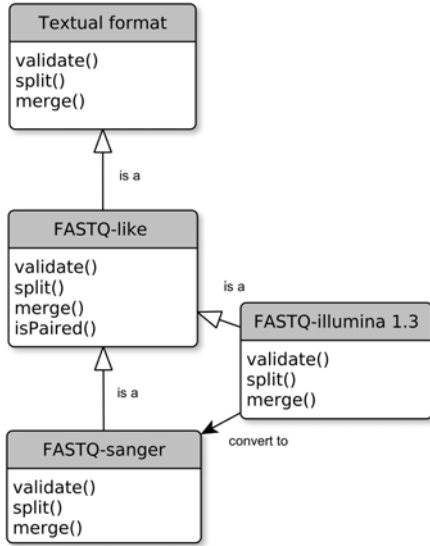 Textual format
validate()
split()
merge()
is a
FASTQ-like
validate()
split()
merge()
isPaired()
is a
FASTQ-illumina 1.3
validate()
split()
merge()
is a
convert to
FASTQ-sanger
validate()
split()
merge()